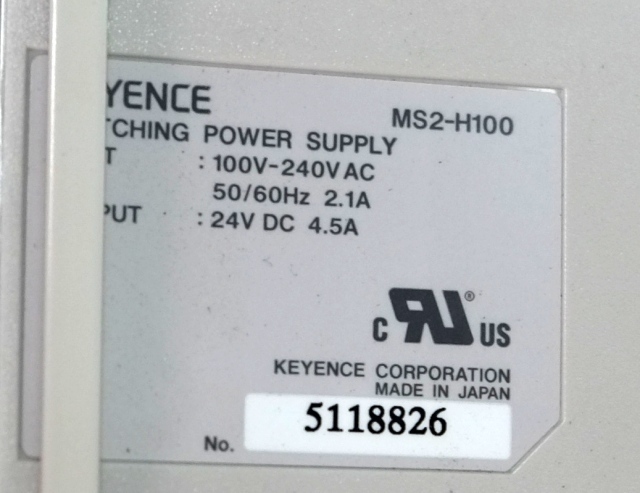 YENCE
MS2-H100
TCHING POWER SUPPLY
T : 100V-240V AC
50/60Hz 2.1A
PUT : 24V DC 4.5A
c RU® US
KEYENCE CORPORATION
MADE IN JAPAN
No. 5118826